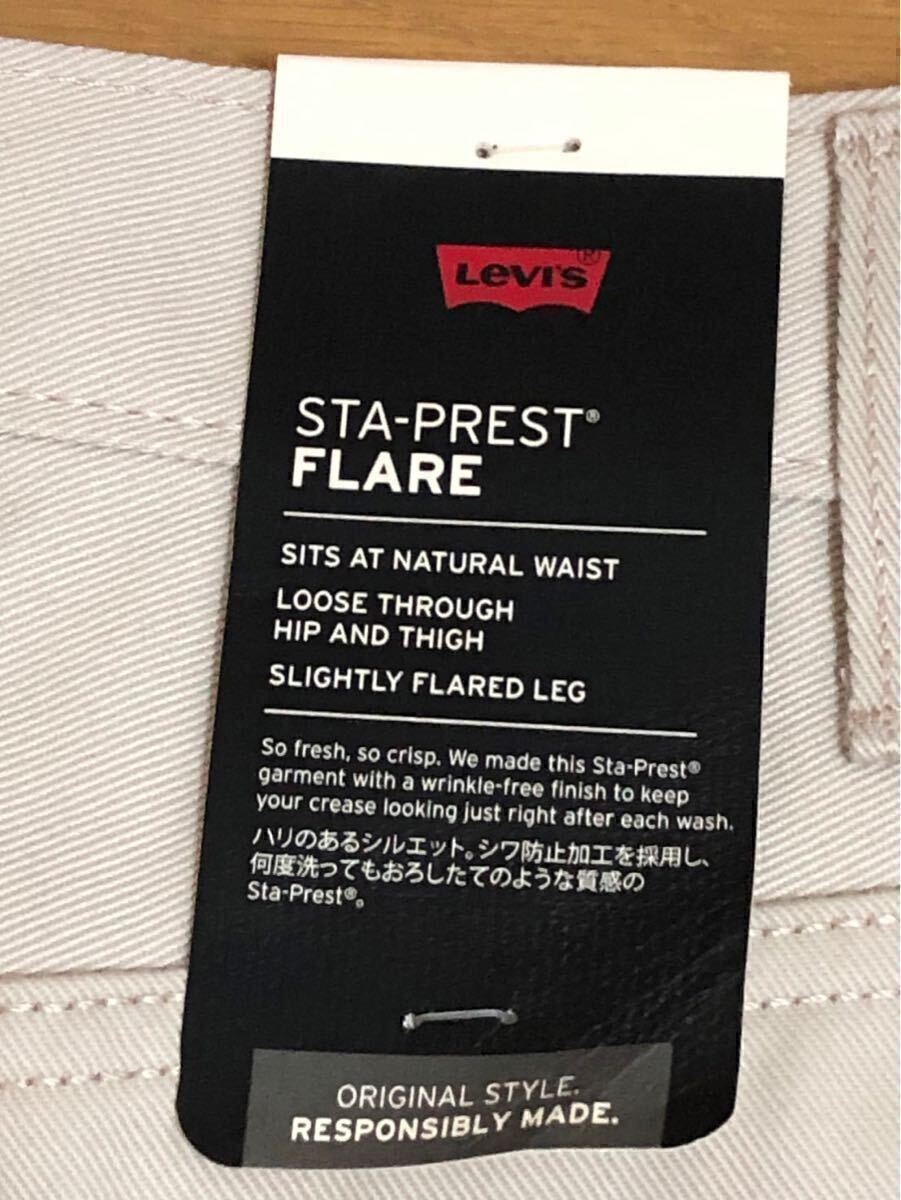 Levi's®
STA-PREST®
FLARE
SITS AT NATURAL WAIST
LOOSE THROUGH
HIP AND THIGH
SLIGHTLY FLARED LEG
So fresh, so crisp. We made this Sta-Prest®
garment with a wrinkle-free finish to keep
your crease looking just right after each wash.
ハリのあるシルエット。シワ防止加工を採用し、
何度洗ってもおろしたてのような質感の
Sta-Prest®。
ORIGINAL STYLE.
RESPONSIBLY MADE.